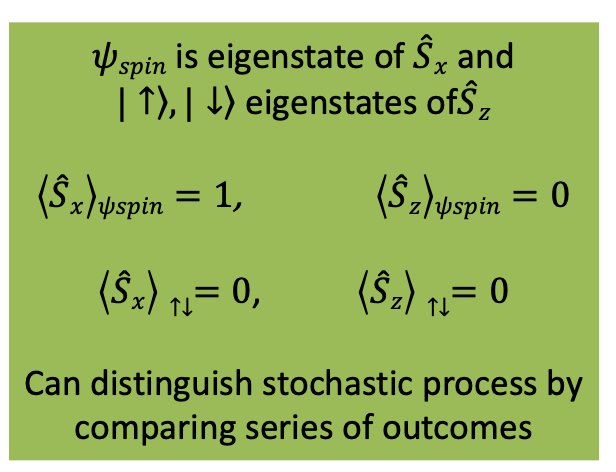 ψ_spin is eigenstate of Ŝ_x and
| ↑⟩, | ↓⟩ eigenstates ofŜ_z
⟨Ŝ_x⟩_ψspin = 1, ⟨Ŝ_z⟩_ψspin = 0
⟨Ŝ_x⟩ _↑↓= 0, ⟨Ŝ_z⟩ _↑↓= 0
Can distinguish stochastic process by
comparing series of outcomes